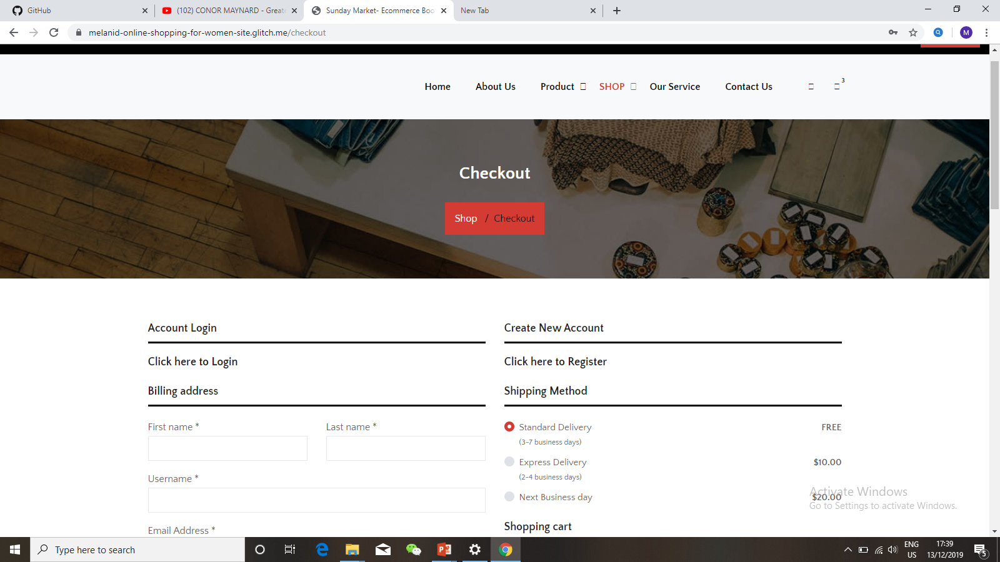 GitHub
(102) CONOR MAYNARD - Greate
Sunday Market- Ecommerce Boo
New Tab
melanid-online-shopping-for-women-site.glitch.me/checkout
M
Home
About Us
Product
SHOP
Our Service
Contact Us
3
Checkout
Shop / Checkout
Account Login
Click here to Login
Billing address
First name *
Last name *
Username *
Email Address *
Create New Account
Click here to Register
Shipping Method
Standard Delivery FREE
(3-7 business days)
Express Delivery $10.00
(2-4 business days)
Next Business day $20.00
Shopping cart
Activate Windows
Go to Settings to activate Windows.
Type here to search
ENG
US
17:39
13/12/2019
5